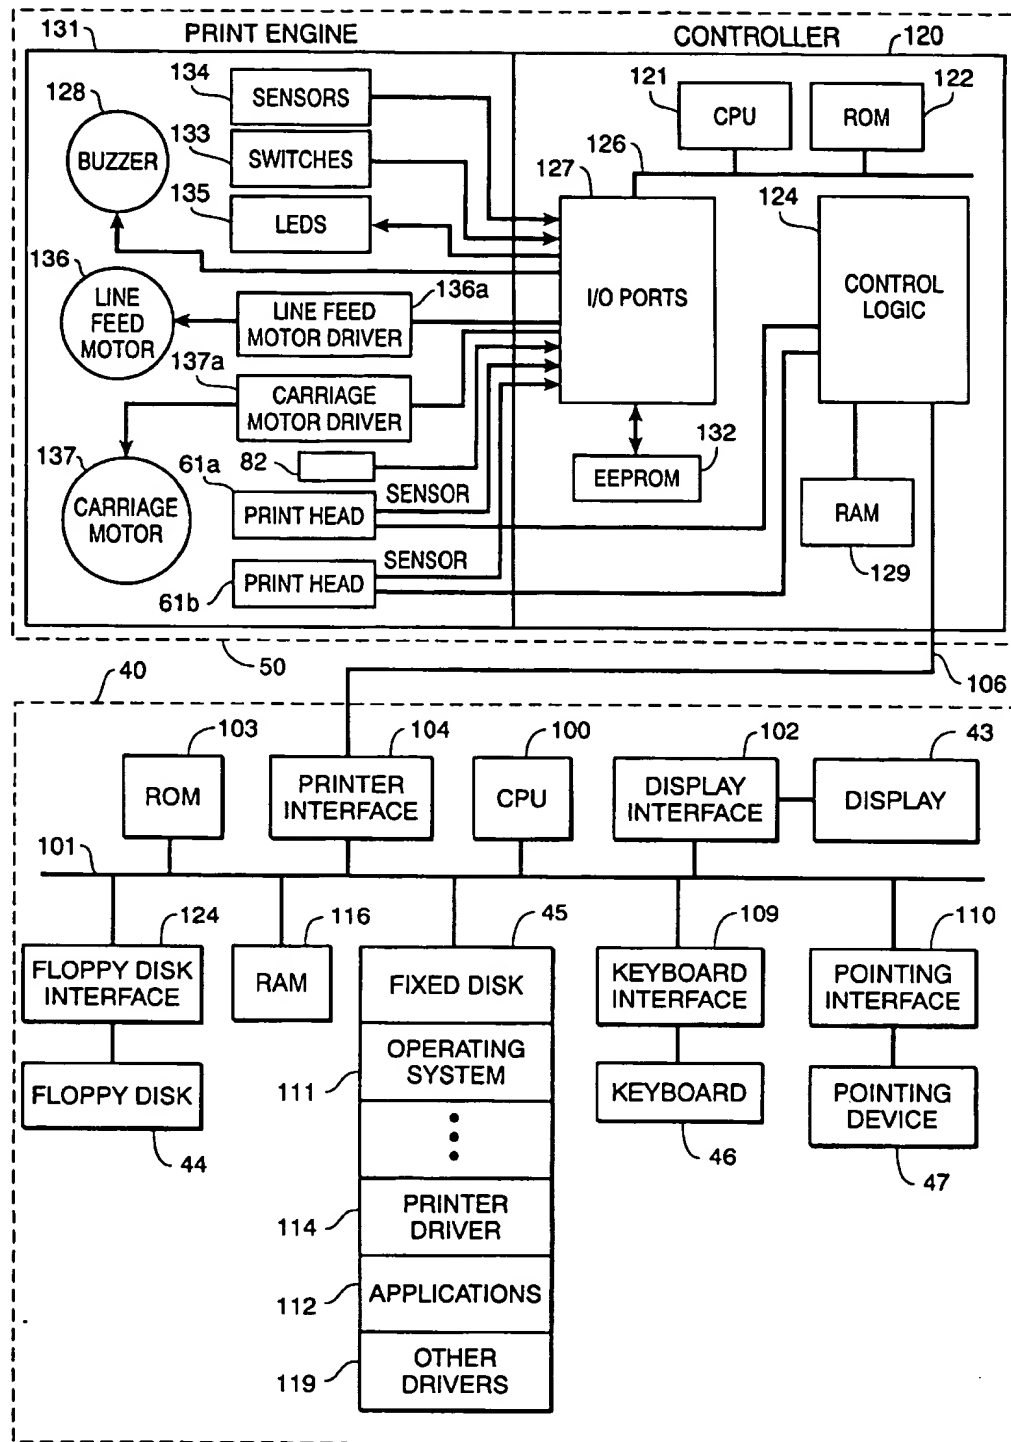 131
PRINT ENGINE
CONTROLLER
120
134
SENSORS
128
BUZZER
133
SWITCHES
135
LEDS
136
LINE
FEED
MOTOR
136a
LINE FEED
MOTOR DRIVER
137a
CARRIAGE
MOTOR DRIVER
137
CARRIAGE
MOTOR
82
61a
PRINT HEAD
SENSOR
61b
PRINT HEAD
SENSOR
121
CPU
122
ROM
126
127
I/O PORTS
124
CONTROL
LOGIC
132
EEPROM
RAM
129
50
106
40
103
ROM
104
PRINTER
INTERFACE
100
CPU
102
DISPLAY
INTERFACE
43
DISPLAY
101
124
FLOPPY DISK
INTERFACE
FLOPPY DISK
44
116
RAM
45
FIXED DISK
OPERATING
SYSTEM
111
PRINTER
DRIVER
114
APPLICATIONS
112
OTHER
DRIVERS
119
109
KEYBOARD
INTERFACE
KEYBOARD
46
110
POINTING
INTERFACE
POINTING
DEVICE
47